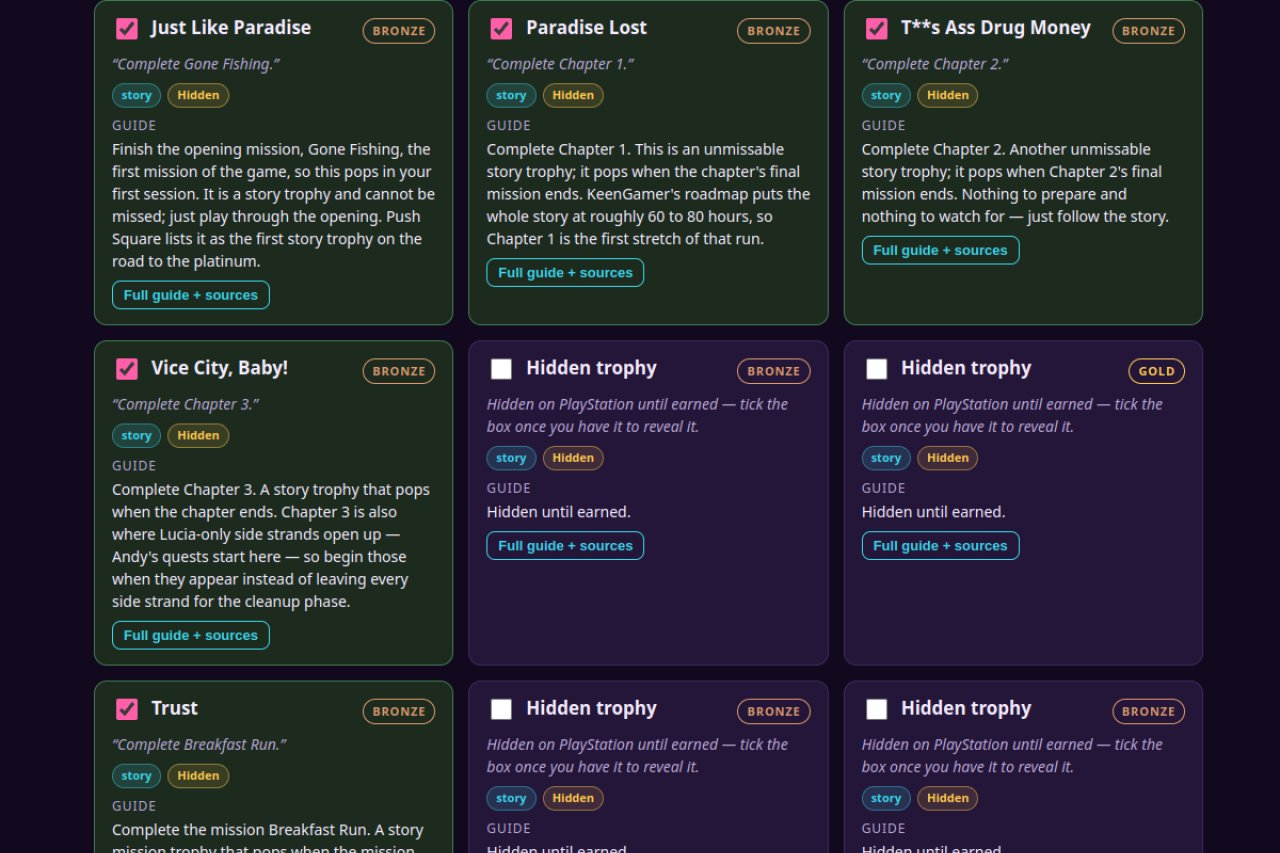 Just Like Paradise
BRONZE
“Complete Gone Fishing.”
story
Hidden
GUIDE
Finish the opening mission, Gone Fishing, the
first mission of the game, so this pops in your
first session. It is a story trophy and cannot be
missed; just play through the opening. Push
Square lists it as the first story trophy on the
road to the platinum.
Full guide + sources
Paradise Lost
BRONZE
“Complete Chapter 1.”
story
Hidden
GUIDE
Complete Chapter 1. This is an unmissable
story trophy; it pops when the chapter's final
mission ends. KeenGamer's roadmap puts the
whole story at roughly 60 to 80 hours, so
Chapter 1 is the first stretch of that run.
Full guide + sources
T**s Ass Drug Money
BRONZE
“Complete Chapter 2.”
story
Hidden
GUIDE
Complete Chapter 2. Another unmissable
story trophy; it pops when Chapter 2's final
mission ends. Nothing to prepare and
nothing to watch for — just follow the story.
Full guide + sources
Vice City, Baby!
BRONZE
“Complete Chapter 3.”
story
Hidden
GUIDE
Complete Chapter 3. A story trophy that pops
when the chapter ends. Chapter 3 is also
where Lucia-only side strands open up —
Andy's quests start here — so begin those
when they appear instead of leaving every
side strand for the cleanup phase.
Full guide + sources
Hidden trophy
BRONZE
Hidden on PlayStation until earned — tick the
box once you have it to reveal it.
story
Hidden
GUIDE
Hidden until earned.
Full guide + sources
Hidden trophy
GOLD
Hidden on PlayStation until earned — tick the
box once you have it to reveal it.
story
Hidden
GUIDE
Hidden until earned.
Full guide + sources
Trust
BRONZE
“Complete Breakfast Run.”
story
Hidden
GUIDE
Complete the mission Breakfast Run. A story
mission trophy that pops when the mission
Hidden trophy
BRONZE
Hidden on PlayStation until earned — tick the
box once you have it to reveal it.
story
Hidden
GUIDE
Hidden until earned.
Hidden trophy
BRONZE
Hidden on PlayStation until earned — tick the
box once you have it to reveal it.
story
Hidden
GUIDE
Hidden until earned.